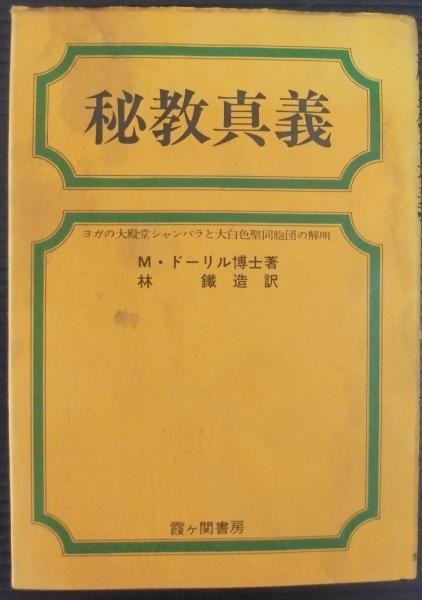 秘教真義
ヨガの大殿堂シャンバラと大白色聖同胞団の解明
M・ドーリル博士著
林 鐵造訳
霞ヶ関書房